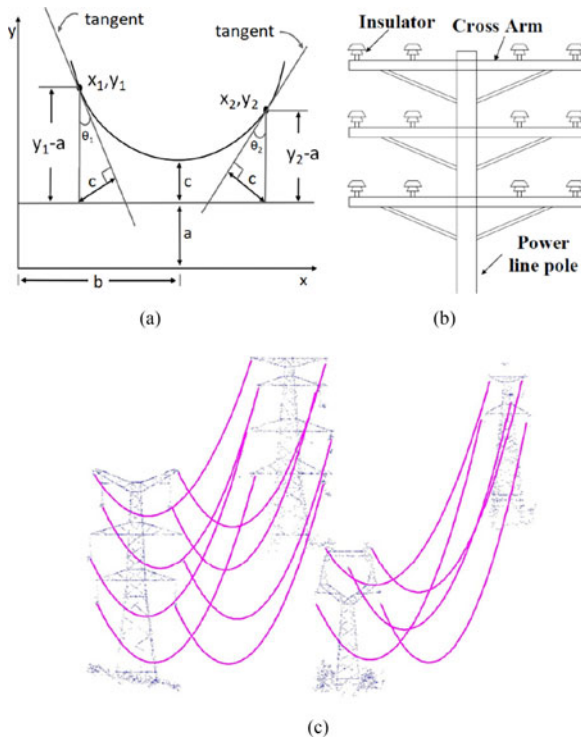 y
tangent
tangent
x₁,y₁
x₂,y₂
θ₁
θ₂
y₁-a
y₂-a
c
c
c
a
b
x
(a)
Insulator
Cross Arm
Power
line pole
(b)
(c)